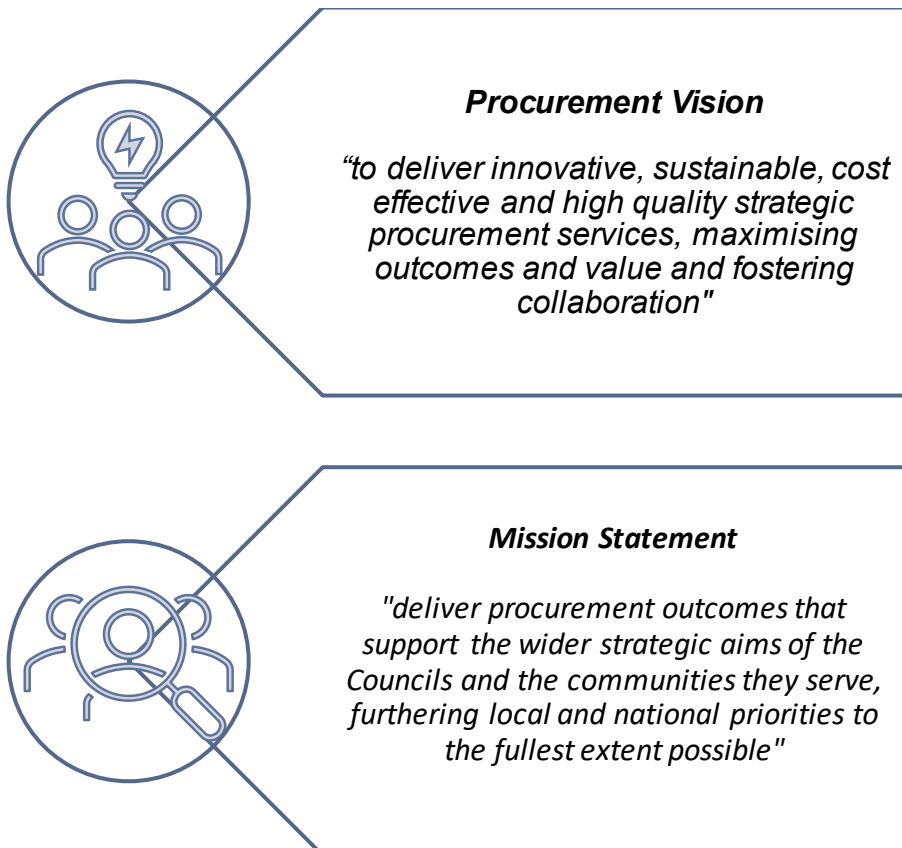 Procurement Vision
“to deliver innovative, sustainable, cost
effective and high quality strategic
procurement services, maximising
outcomes and value and fostering
collaboration"
Mission Statement
"deliver procurement outcomes that
support the wider strategic aims of the
Councils and the communities they serve,
furthering local and national priorities to
the fullest extent possible"